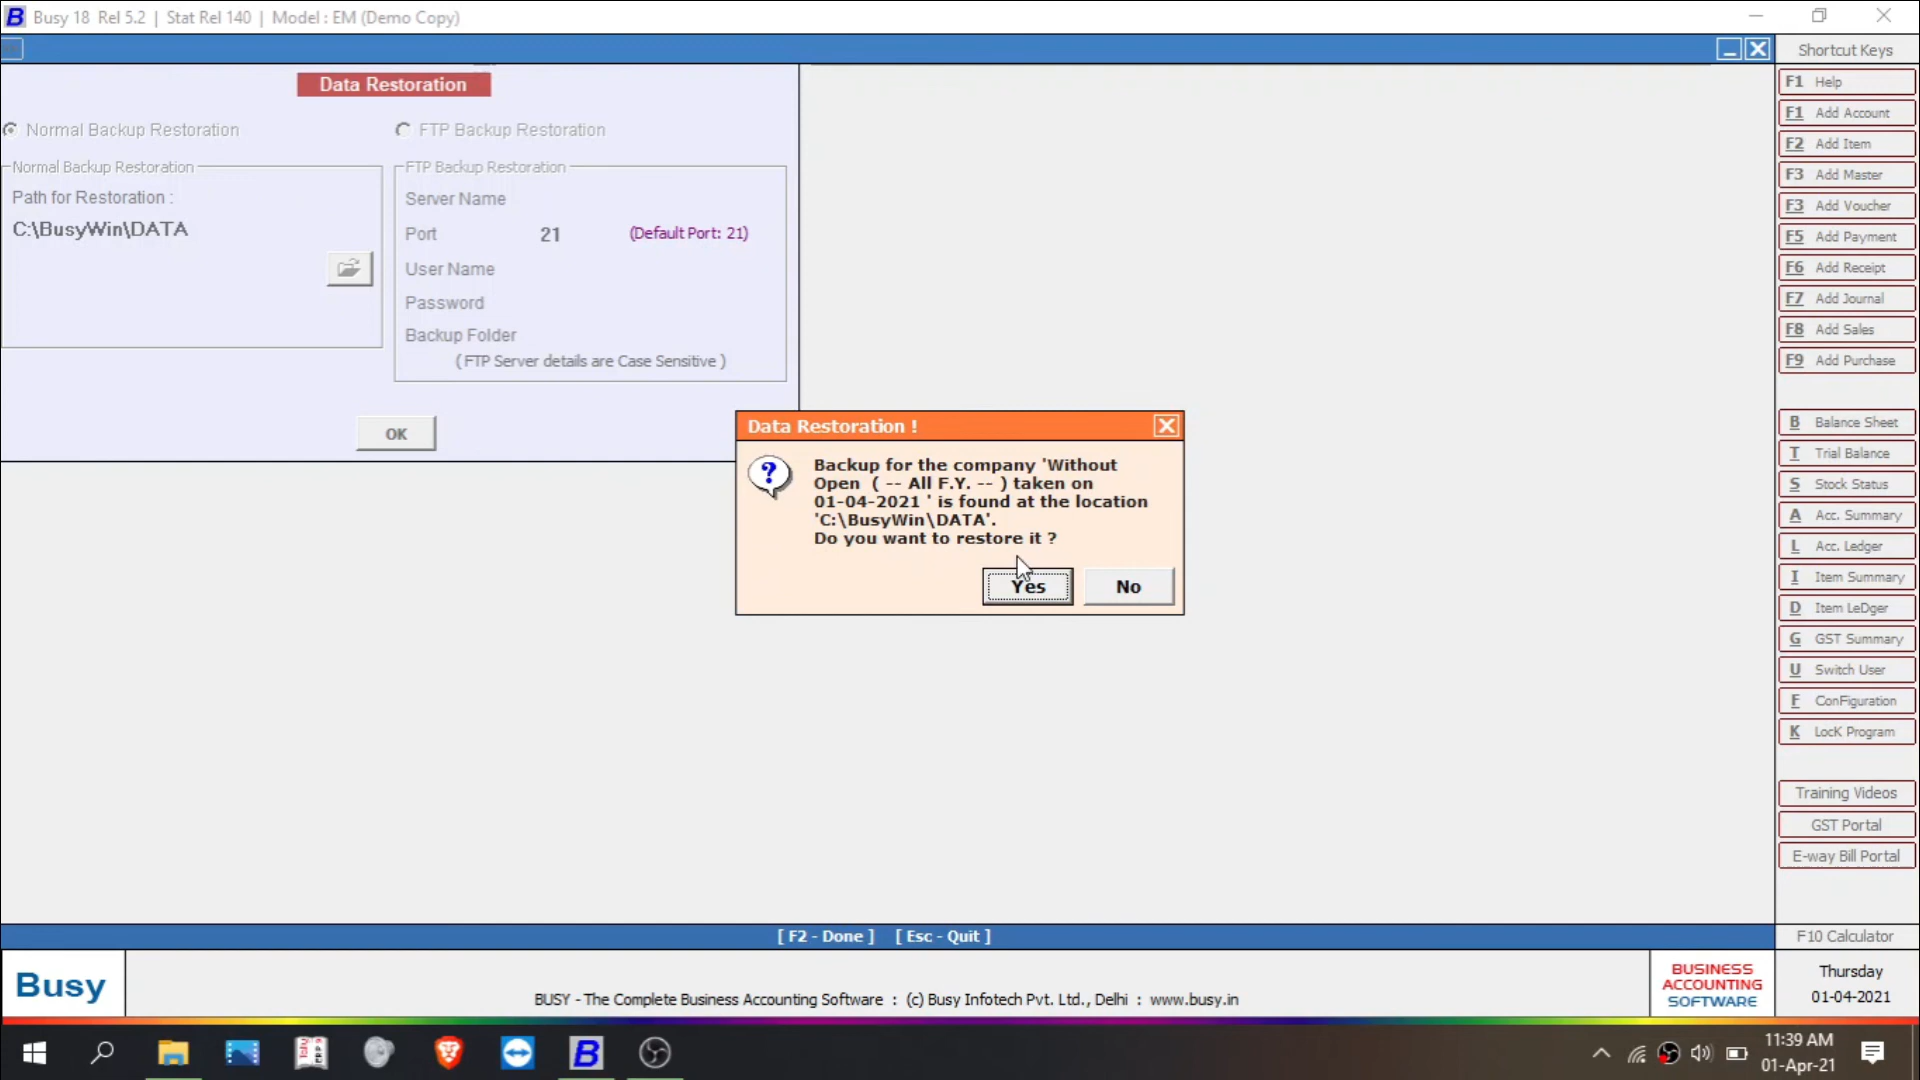 B Busy 18 Rel 5.2 | Stat Rel 140 | Model : EM (Demo Copy)
Data Restoration
Normal Backup Restoration
FTP Backup Restoration
Normal Backup Restoration
Path for Restoration :
C:\BusyWin\DATA
FTP Backup Restoration
Server Name
Port 21 (Default Port: 21)
User Name
Password
Backup Folder
( FTP Server details are Case Sensitive )
OK
Data Restoration !
Backup for the company 'Without
Open ( -- All F.Y. -- ) taken on
01-04-2021 ' is found at the location
'C:\BusyWin\DATA'.
Do you want to restore it ?
Yes
No
Shortcut Keys
F1 Help
F1 Add Account
F2 Add Item
F3 Add Master
F3 Add Voucher
F5 Add Payment
F6 Add Receipt
F7 Add Journal
F8 Add Sales
F9 Add Purchase
B Balance Sheet
T Trial Balance
S Stock Status
A Acc. Summary
L Acc. Ledger
I Item Summary
D Item LeDger
G GST Summary
U Switch User
F ConFiguration
K LocK Program
Training Videos
GST Portal
E-way Bill Portal
[ F2 - Done ] [ Esc - Quit ]
F10 Calculator
Busy
BUSY - The Complete Business Accounting Software : (c) Busy Infotech Pvt. Ltd., Delhi : www.busy.in
BUSINESS
ACCOUNTING
SOFTWARE
Thursday
01-04-2021
B
11:39 AM
01-Apr-21